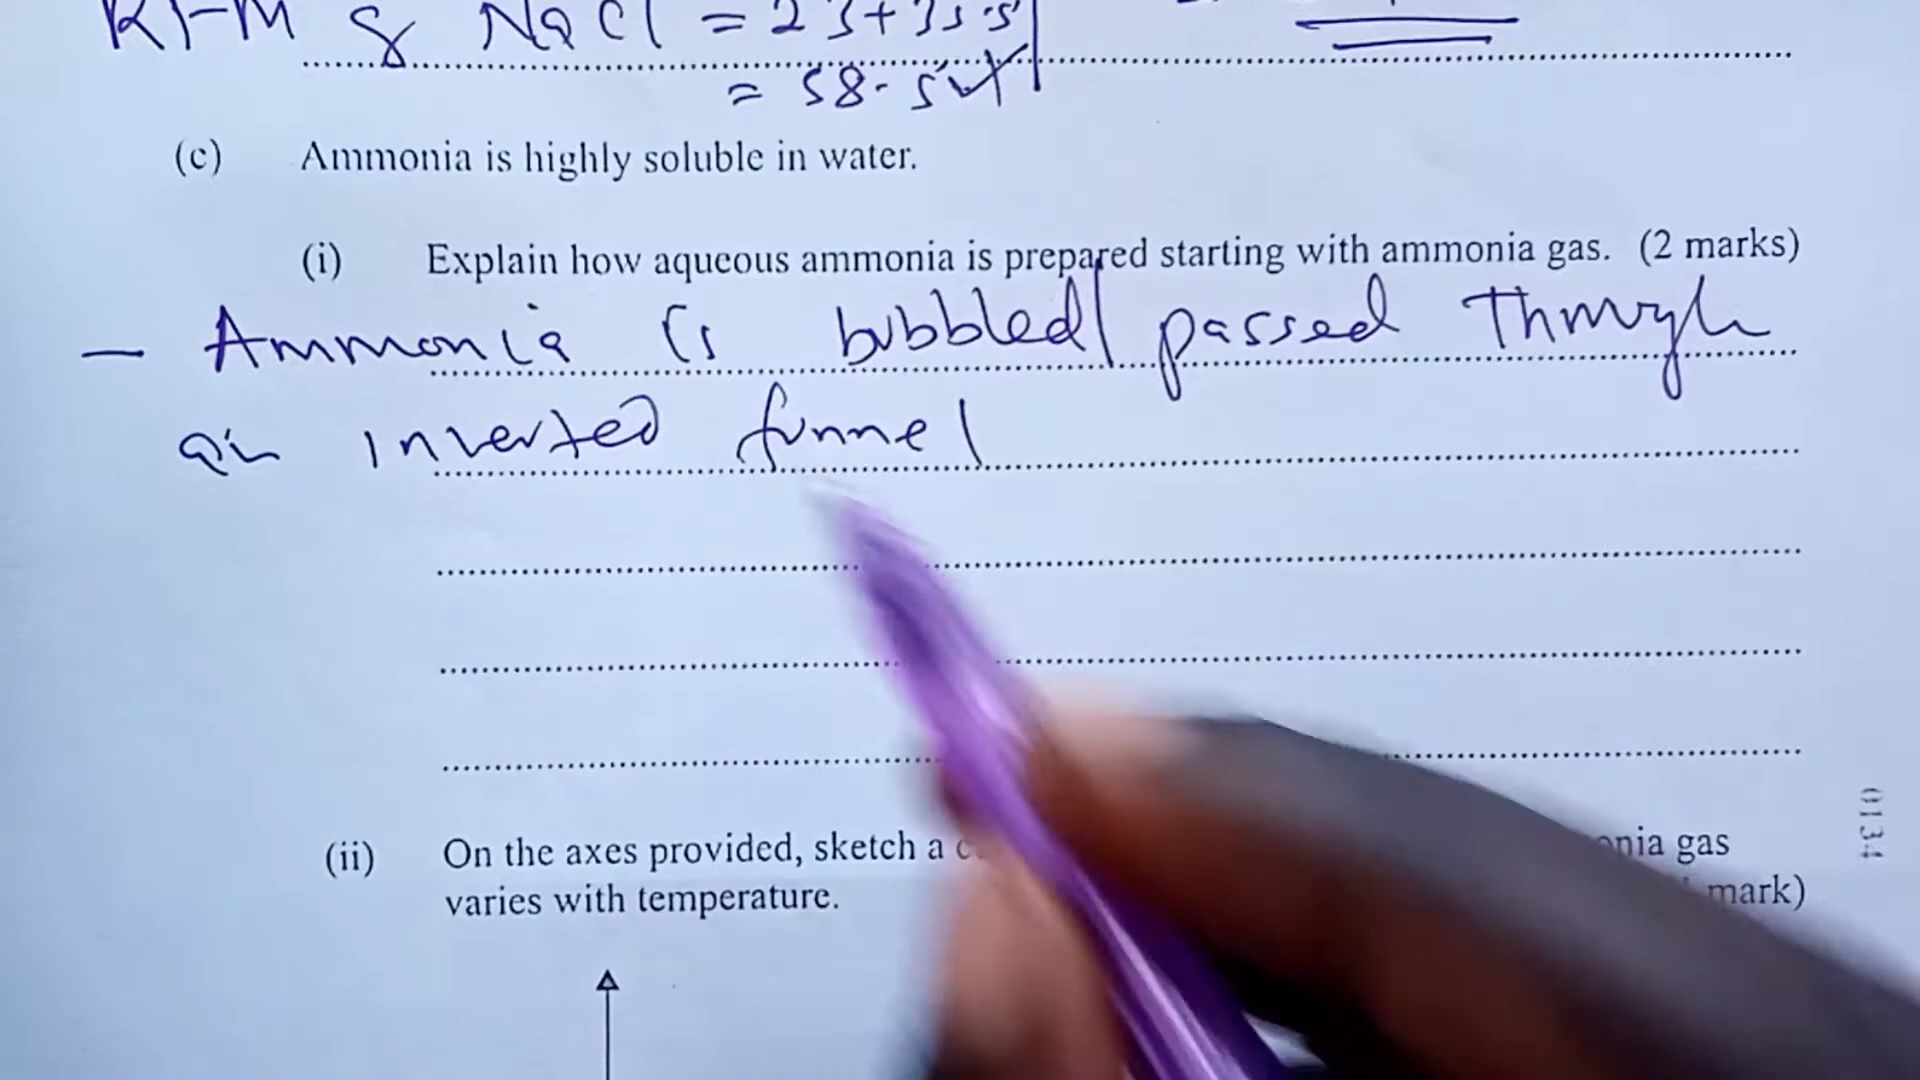 RFM of NaCl = 23+35.5
= 58.5
(c) Ammonia is highly soluble in water.
(i) Explain how aqueous ammonia is prepared starting with ammonia gas. (2 marks)
— Ammonia is bubbled/ passed through
an inverted funnel
(ii) On the axes provided, sketch a onia gas
varies with temperature. mark)
0134